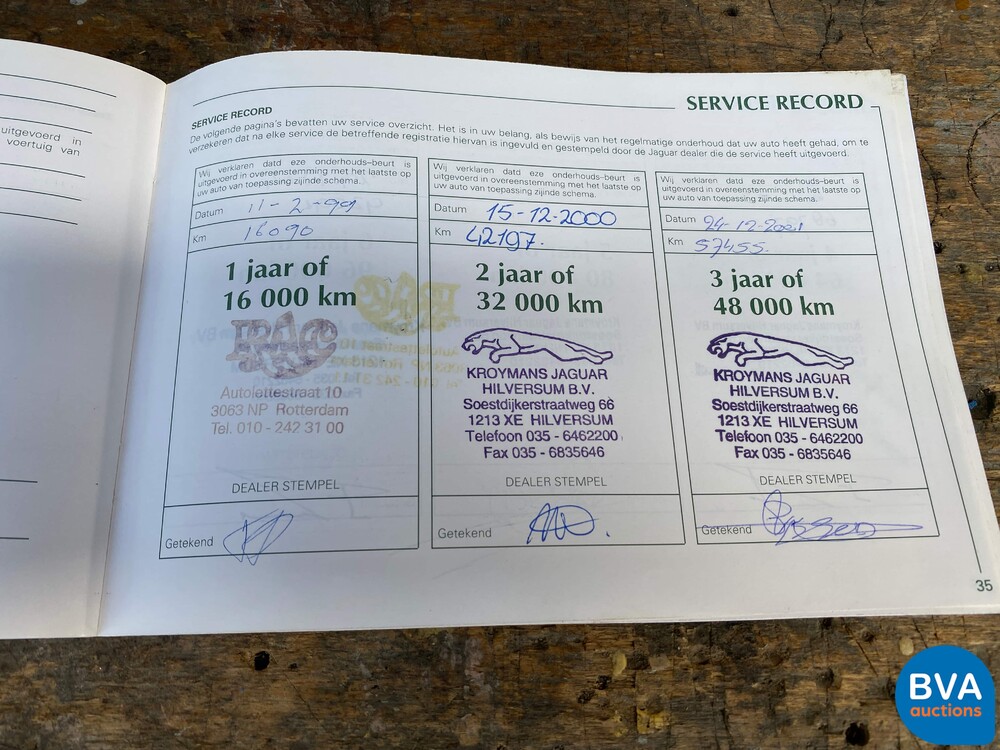 uitgevoerd in
voertuig van
SERVICE RECORD
SERVICE RECORD
De volgende pagina's bevatten uw service overzicht. Het is in uw belang, als bewijs van het regelmatige onderhoud dat uw auto heeft gehad, om te
verzekeren dat na elke service de betreffende registratie hiervan is ingevuld en gestempeld door de Jaguar dealer die de service heeft uitgevoerd.
Wij verklaren datd eze onderhouds-beurt is
uitgevoerd in overeenstemming met het laatste op
uw auto van toepassing zijinde schema.
Datum 11-2-99
Km 16090
1 jaar of
16 000 km
Autolettestraat 10
3063 NP Rotterdam
Tel. 010 - 242 31 00
DEALER STEMPEL
Getekend
Wij verklaren datd eze onderhouds-beurt is
uitgevoerd in overeenstemming met het laatste op
uw auto van toepassing zijinde schema.
Datum 15-12-2000
Km 42197.
2 jaar of
32 000 km
KROYMANS JAGUAR
HILVERSUM B.V.
Soestdijkerstraatweg 66
1213 XE HILVERSUM
Telefoon 035 - 6462200
Fax 035 - 6835646
DEALER STEMPEL
Getekend
Wij verklaren datd eze onderhouds-beurt is
uitgevoerd in overeenstemming met het laatste op
uw auto van toepassing zijinde schema.
Datum 24-12-2001
Km 57455.
3 jaar of
48 000 km
KROYMANS JAGUAR
HILVERSUM B.V.
Soestdijkerstraatweg 66
1213 XE HILVERSUM
Telefoon 035 - 6462200
Fax 035 - 6835646
DEALER STEMPEL
Getekend
35
BVA
auctions